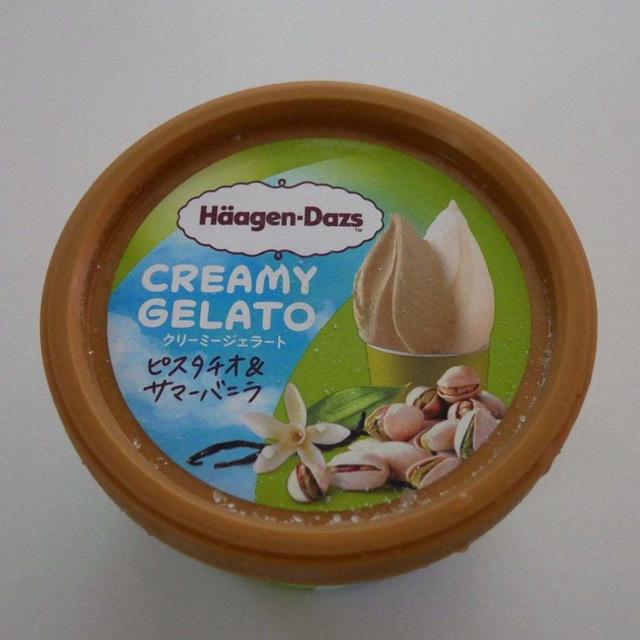 Häagen-Dazs
TM
CREAMY
GELATO
クリーミージェラート
ピスタチオ&
サマーバニラ